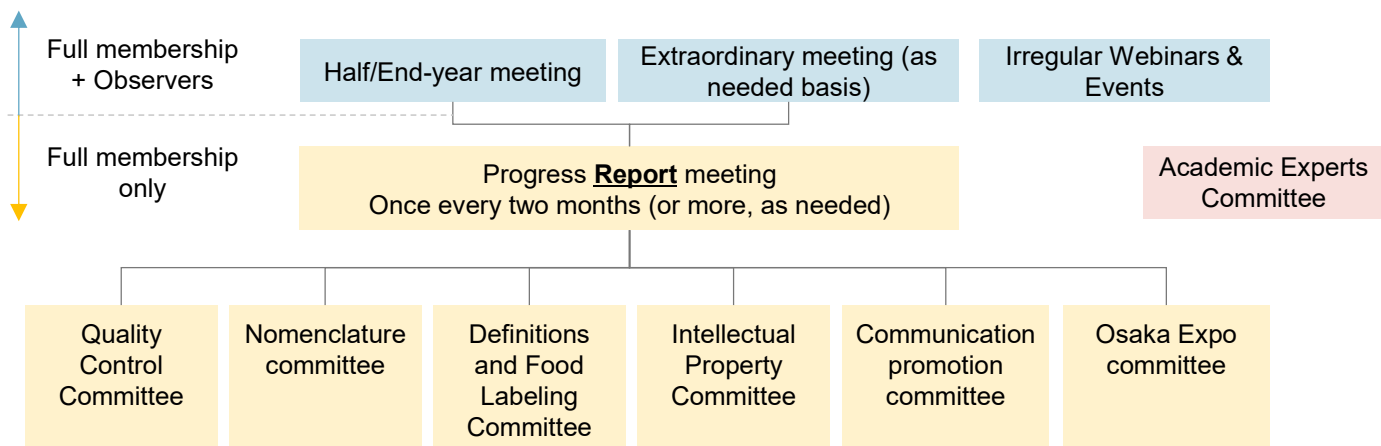 Full membership
+ Observers
Half/End-year meeting
Extraordinary meeting (as
needed basis)
Irregular Webinars &
Events
Full membership
only
Progress Report meeting
Once every two months (or more, as needed)
Academic Experts
Committee
Quality
Control
Committee
Nomenclature
committee
Definitions
and Food
Labeling
Committee
Intellectual
Property
Committee
Communication
promotion
committee
Osaka Expo
committee